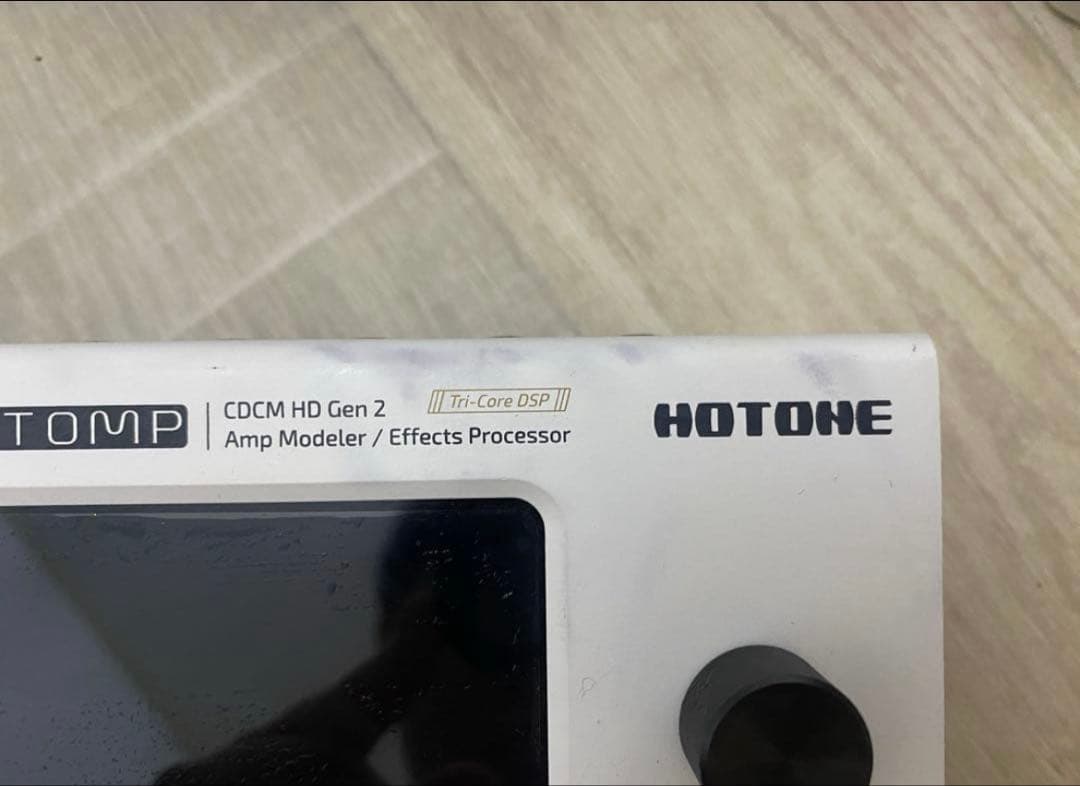 TOMP
CDCM HD Gen 2
Tri-Core DSP
Amp Modeler / Effects Processor
HOTONE